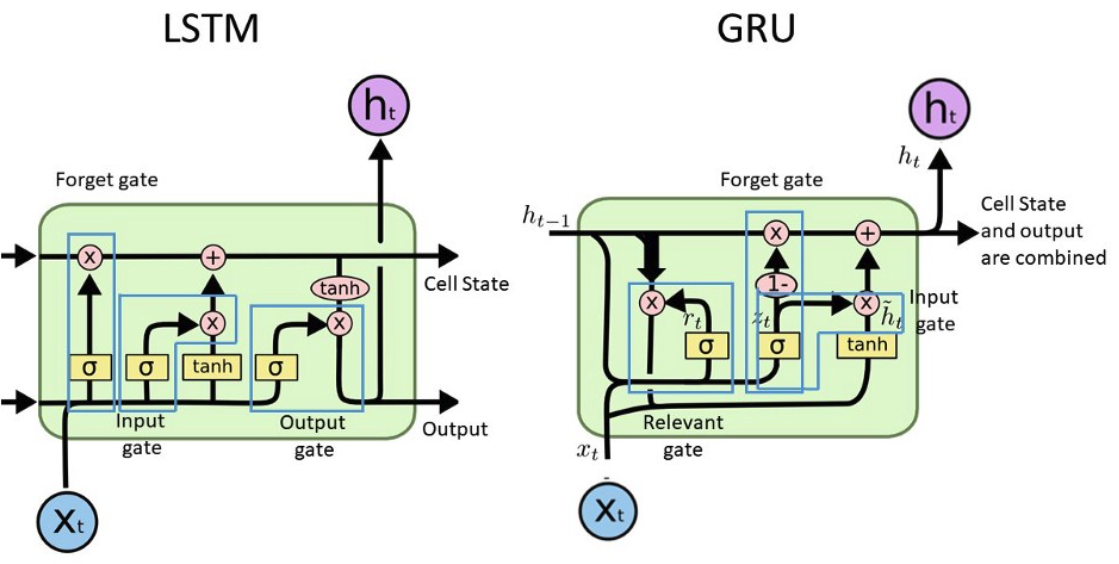 LSTM
h_t
Forget gate
x
+
tanh
Cell State
x
x
σ
σ
tanh
σ
Input
gate
Output
gate
Output
X_t
GRU
h_t
h_t
Forget gate
h_{t-1}
Cell State
and output
are combined
x
+
1-
x
r_t
z_t
x
h̃_t
Input
gate
σ
σ
tanh
Relevant
gate
x_t
X_t